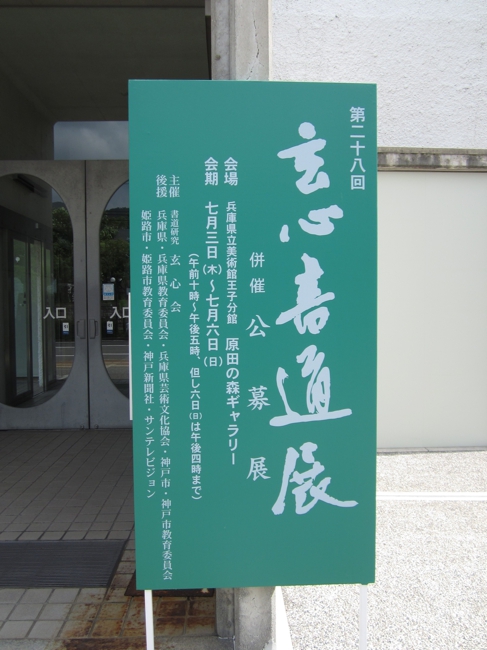 第二十八回
玄心書道展
併催 公募展
会場 兵庫県立美術館王子分館 原田の森ギャラリー
会期 七月三日(木)〜七月六日(日)
(午前十時〜午後五時、但し六日(日)は午後四時まで)
主催 書道研究 玄心会
後援 兵庫県・兵庫県教育委員会・兵庫県芸術文化協会・神戸市・神戸市教育委員会
姫路市・姫路市教育委員会・神戸新聞社・サンテレビジョン
入口
入口